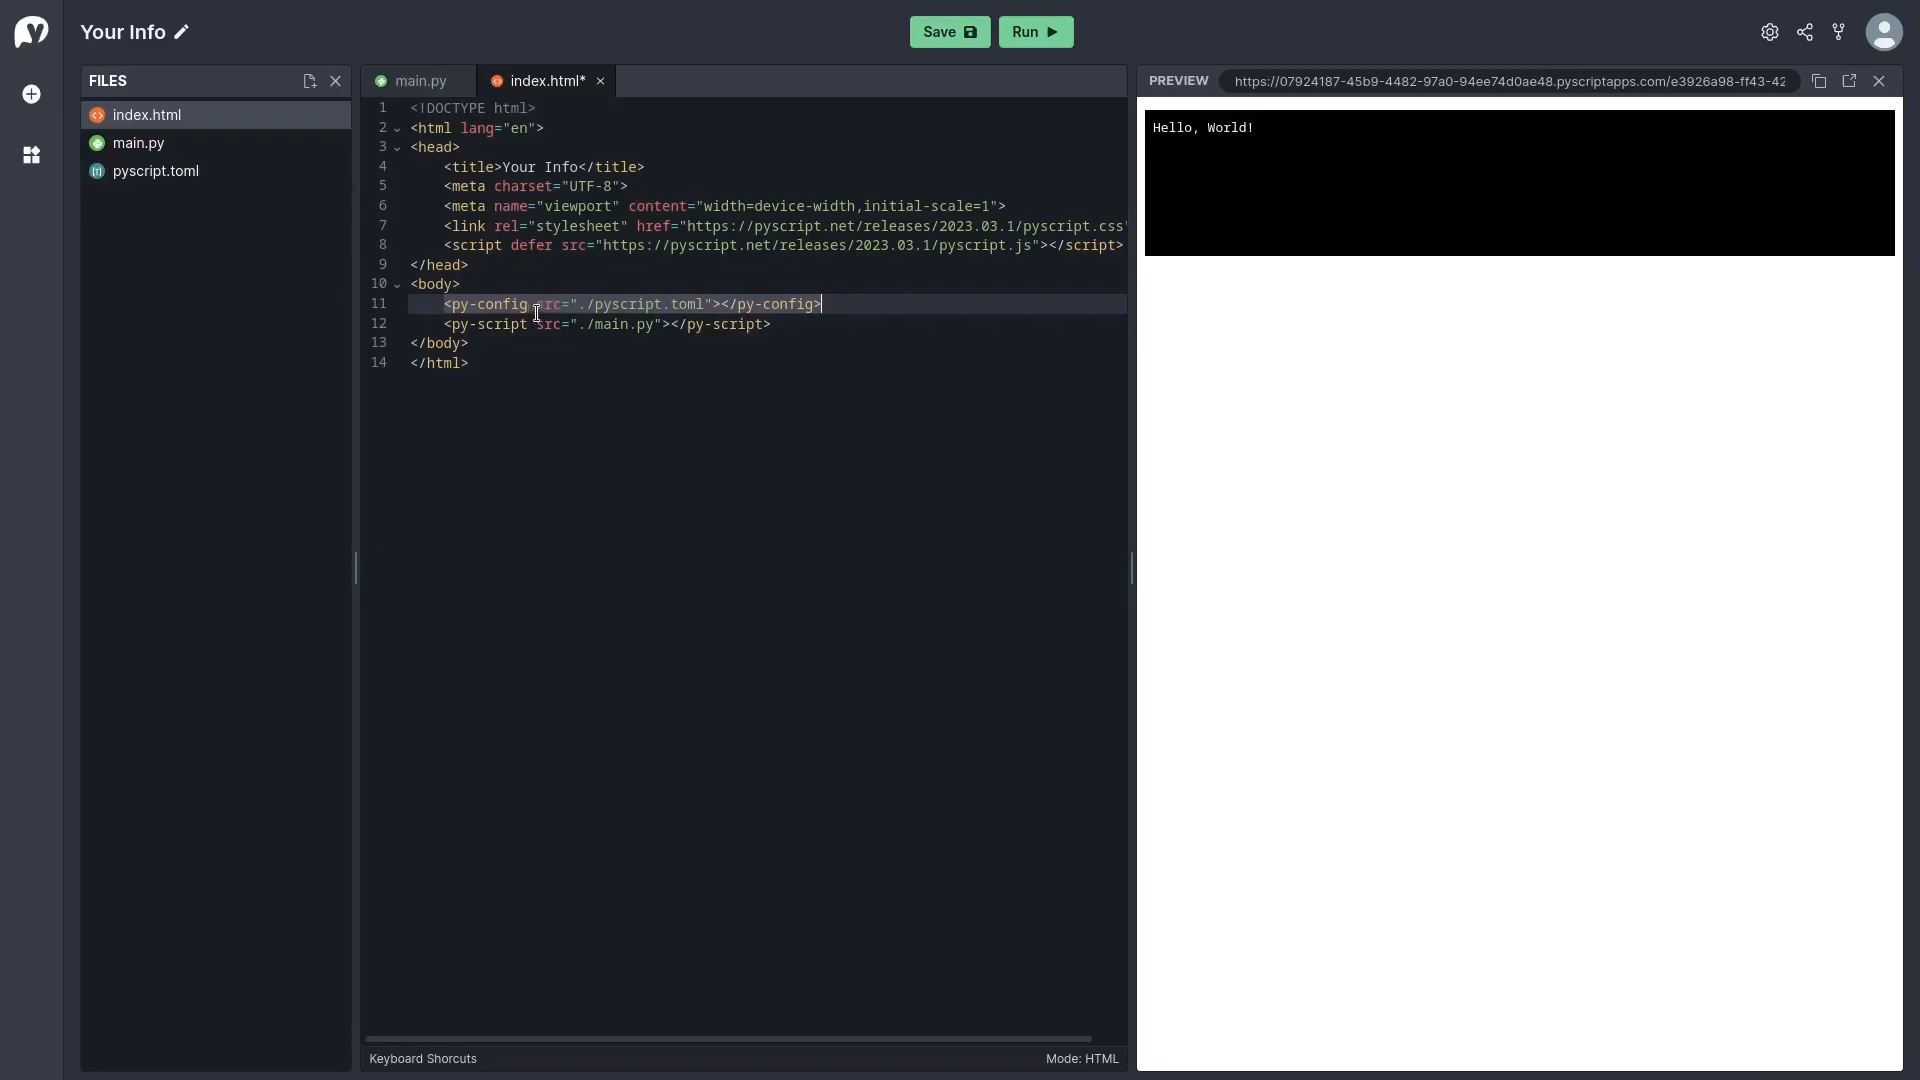 Your Info
Save
Run
FILES
index.html
main.py
pyscript.toml
main.py
index.html*
1 <!DOCTYPE html>
2 <html lang="en">
3 <head>
4 <title>Your Info</title>
5 <meta charset="UTF-8">
6 <meta name="viewport" content="width=device-width,initial-scale=1">
7 <link rel="stylesheet" href="https://pyscript.net/releases/2023.03.1/pyscript.css"
8 <script defer src="https://pyscript.net/releases/2023.03.1/pyscript.js"></script>
9 </head>
10 <body>
11 <py-config src="./pyscript.toml"></py-config>
12 <py-script src="./main.py"></py-script>
13 </body>
14 </html>
Keyboard Shorcuts
Mode: HTML
PREVIEW
https://07924187-45b9-4482-97a0-94ee74d0ae48.pyscriptapps.com/e3926a98-ff43-42
Hello, World!